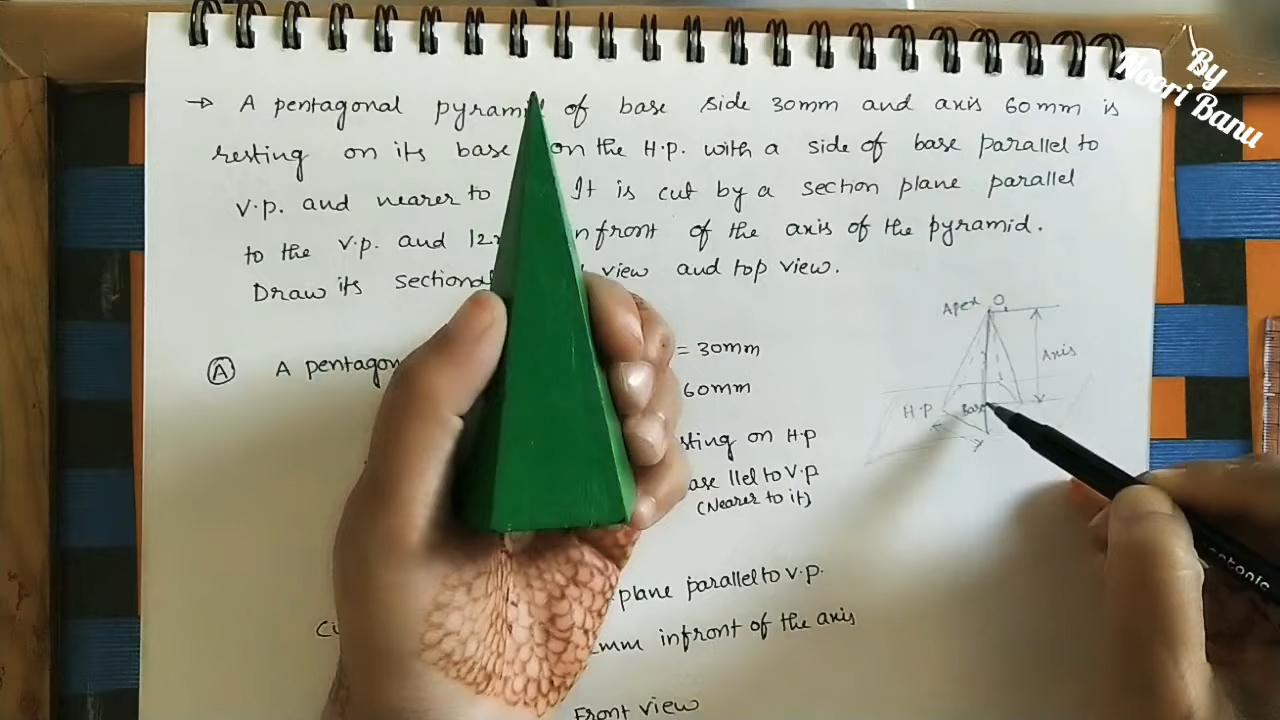 → A pentagonal pyrami of base side 30mm and axis 60mm is
resting on its base on the H.p. with a side of base parallel to
V.p. and nearer to It is cut by a section plane parallel
to the V.p. and 12 nfront of the axis of the pyramid.
Draw its sectional view and top view.
A A pentagon = 30mm
60mm
sting on H.p
ase llel to V.p
(Nearer to it)
plane parallel to V.p.
mm infront of the axis
Front view
Apex O,
Axis
H.P Base
By
Noori Banu